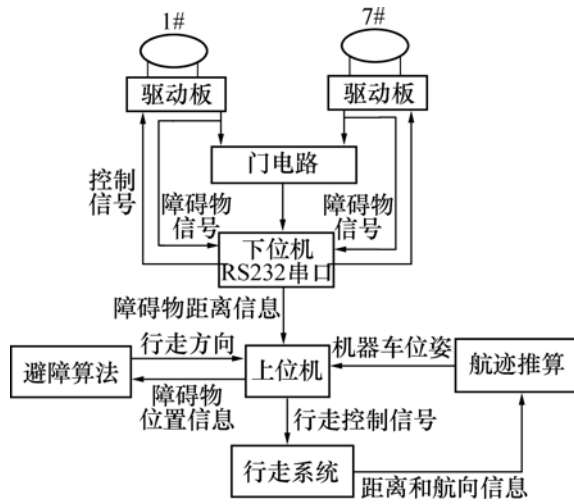 1#
7#
驱动板
驱动板
门电路
控制
信号
障碍物
信号
障碍物
信号
下位机
RS232串口
障碍物距离信息
行走方向
机器车位姿
避障算法
上位机
航迹推算
障碍物
位置信息
行走控制信号
行走系统
距离和航向信息